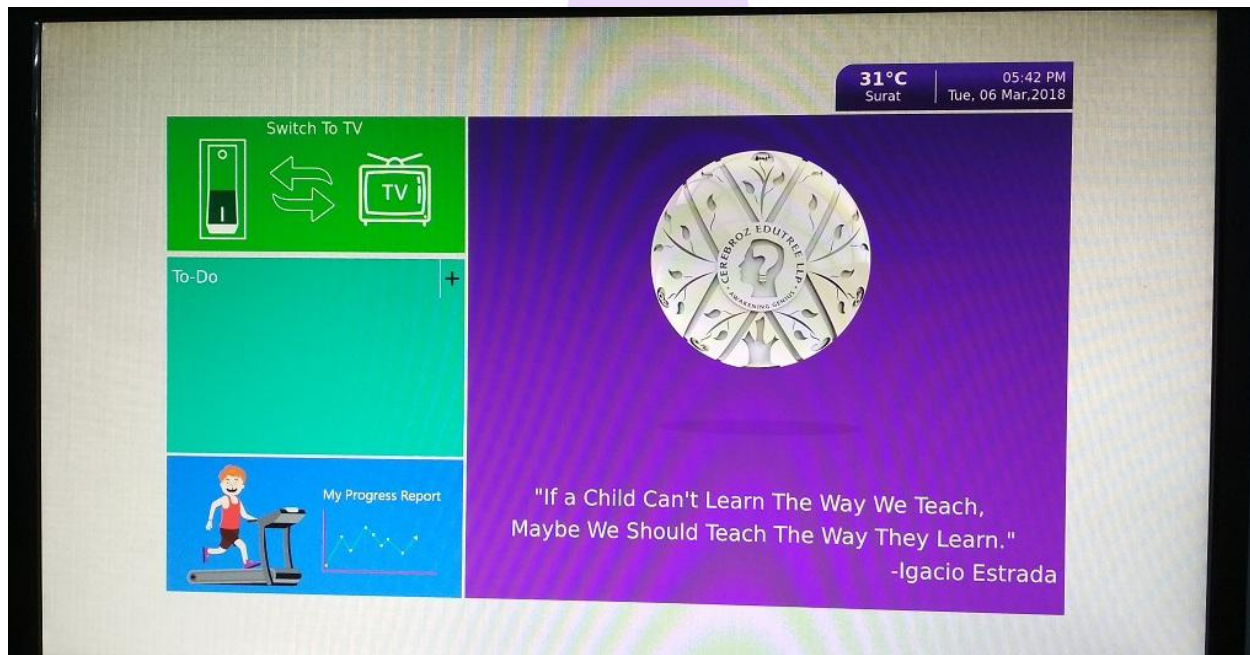 31°C
Surat
05:42 PM
Tue, 06 Mar,2018
Switch To TV
TV
To-Do
+
My Progress Report
CEREBROZ EDUTREE LLP
AWAKENING GENIUS
"If a Child Can't Learn The Way We Teach,
Maybe We Should Teach The Way They Learn."
-Igacio Estrada